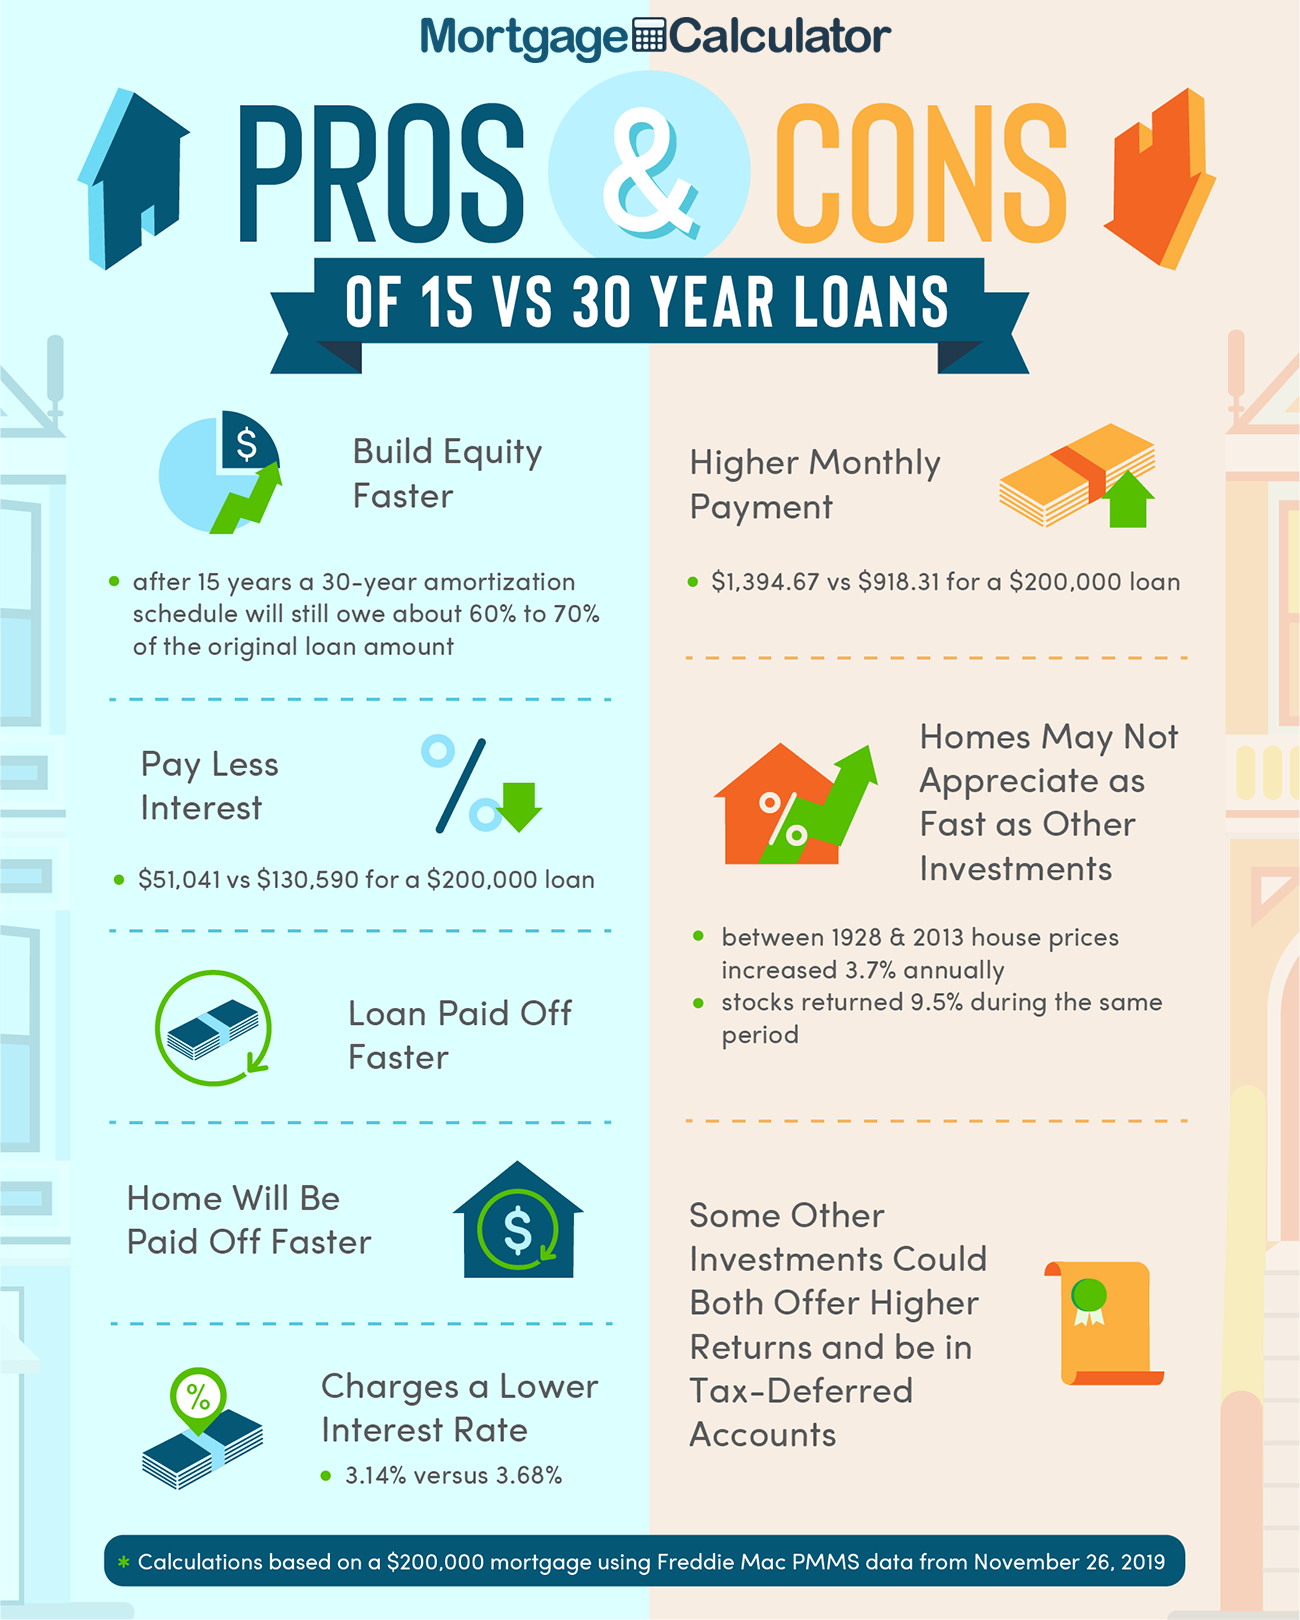 MortgageCalculator
PROS & CONS
OF 15 VS 30 YEAR LOANS
$
Build Equity
Faster
• after 15 years a 30-year amortization
schedule will still owe about 60% to 70%
of the original loan amount
Pay Less
Interest
%
• $51,041 vs $130,590 for a $200,000 loan
Loan Paid Off
Faster
Home Will Be
Paid Off Faster
$
%
Charges a Lower
Interest Rate
• 3.14% versus 3.68%
Higher Monthly
Payment
• $1,394.67 vs $918.31 for a $200,000 loan
%
Homes May Not
Appreciate as
Fast as Other
Investments
• between 1928 & 2013 house prices
increased 3.7% annually
• stocks returned 9.5% during the same
period
Some Other
Investments Could
Both Offer Higher
Returns and be in
Tax-Deferred
Accounts
* Calculations based on a $200,000 mortgage using Freddie Mac PMMS data from November 26, 2019